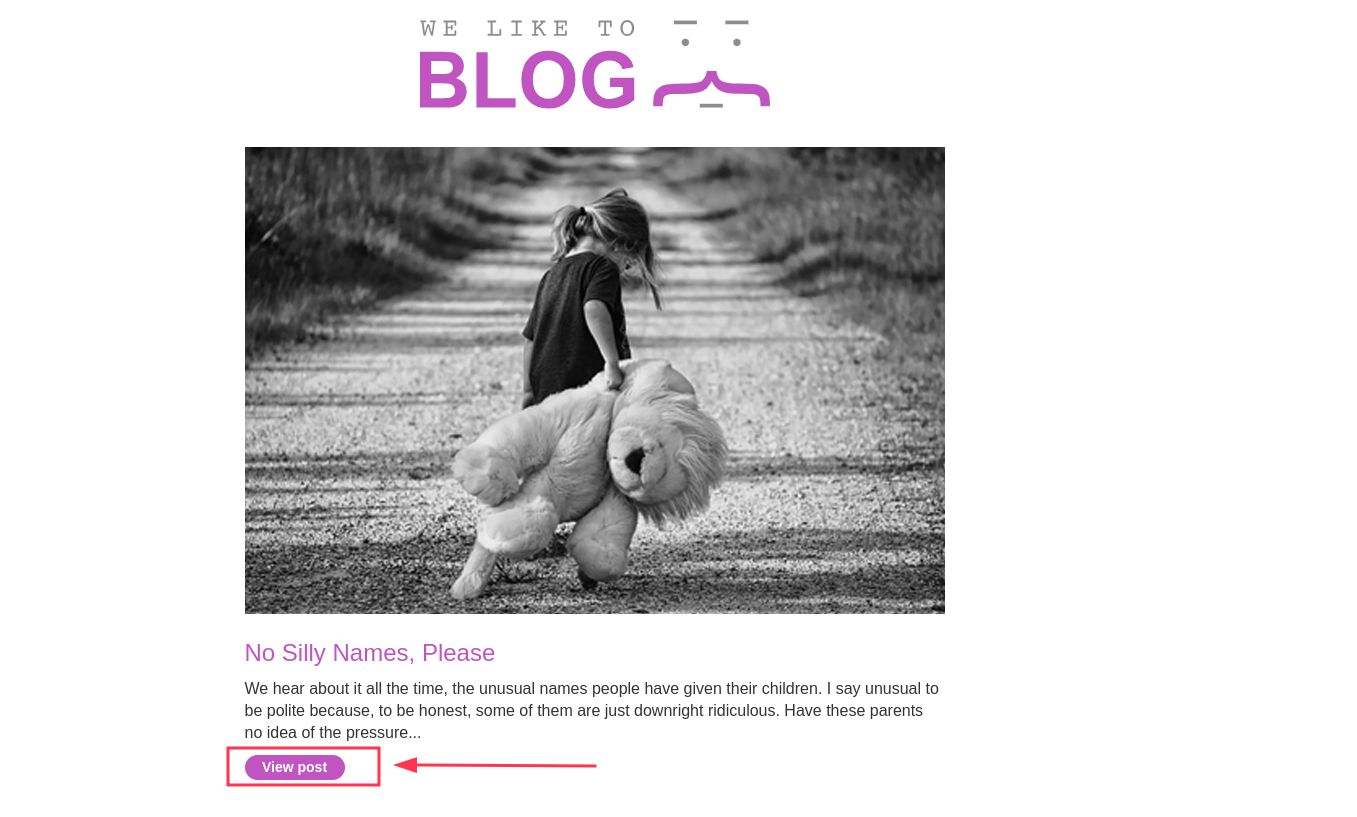 WE LIKE TO
BLOG
No Silly Names, Please
We hear about it all the time, the unusual names people have given their children. I say unusual to
be polite because, to be honest, some of them are just downright ridiculous. Have these parents
no idea of the pressure...
View post